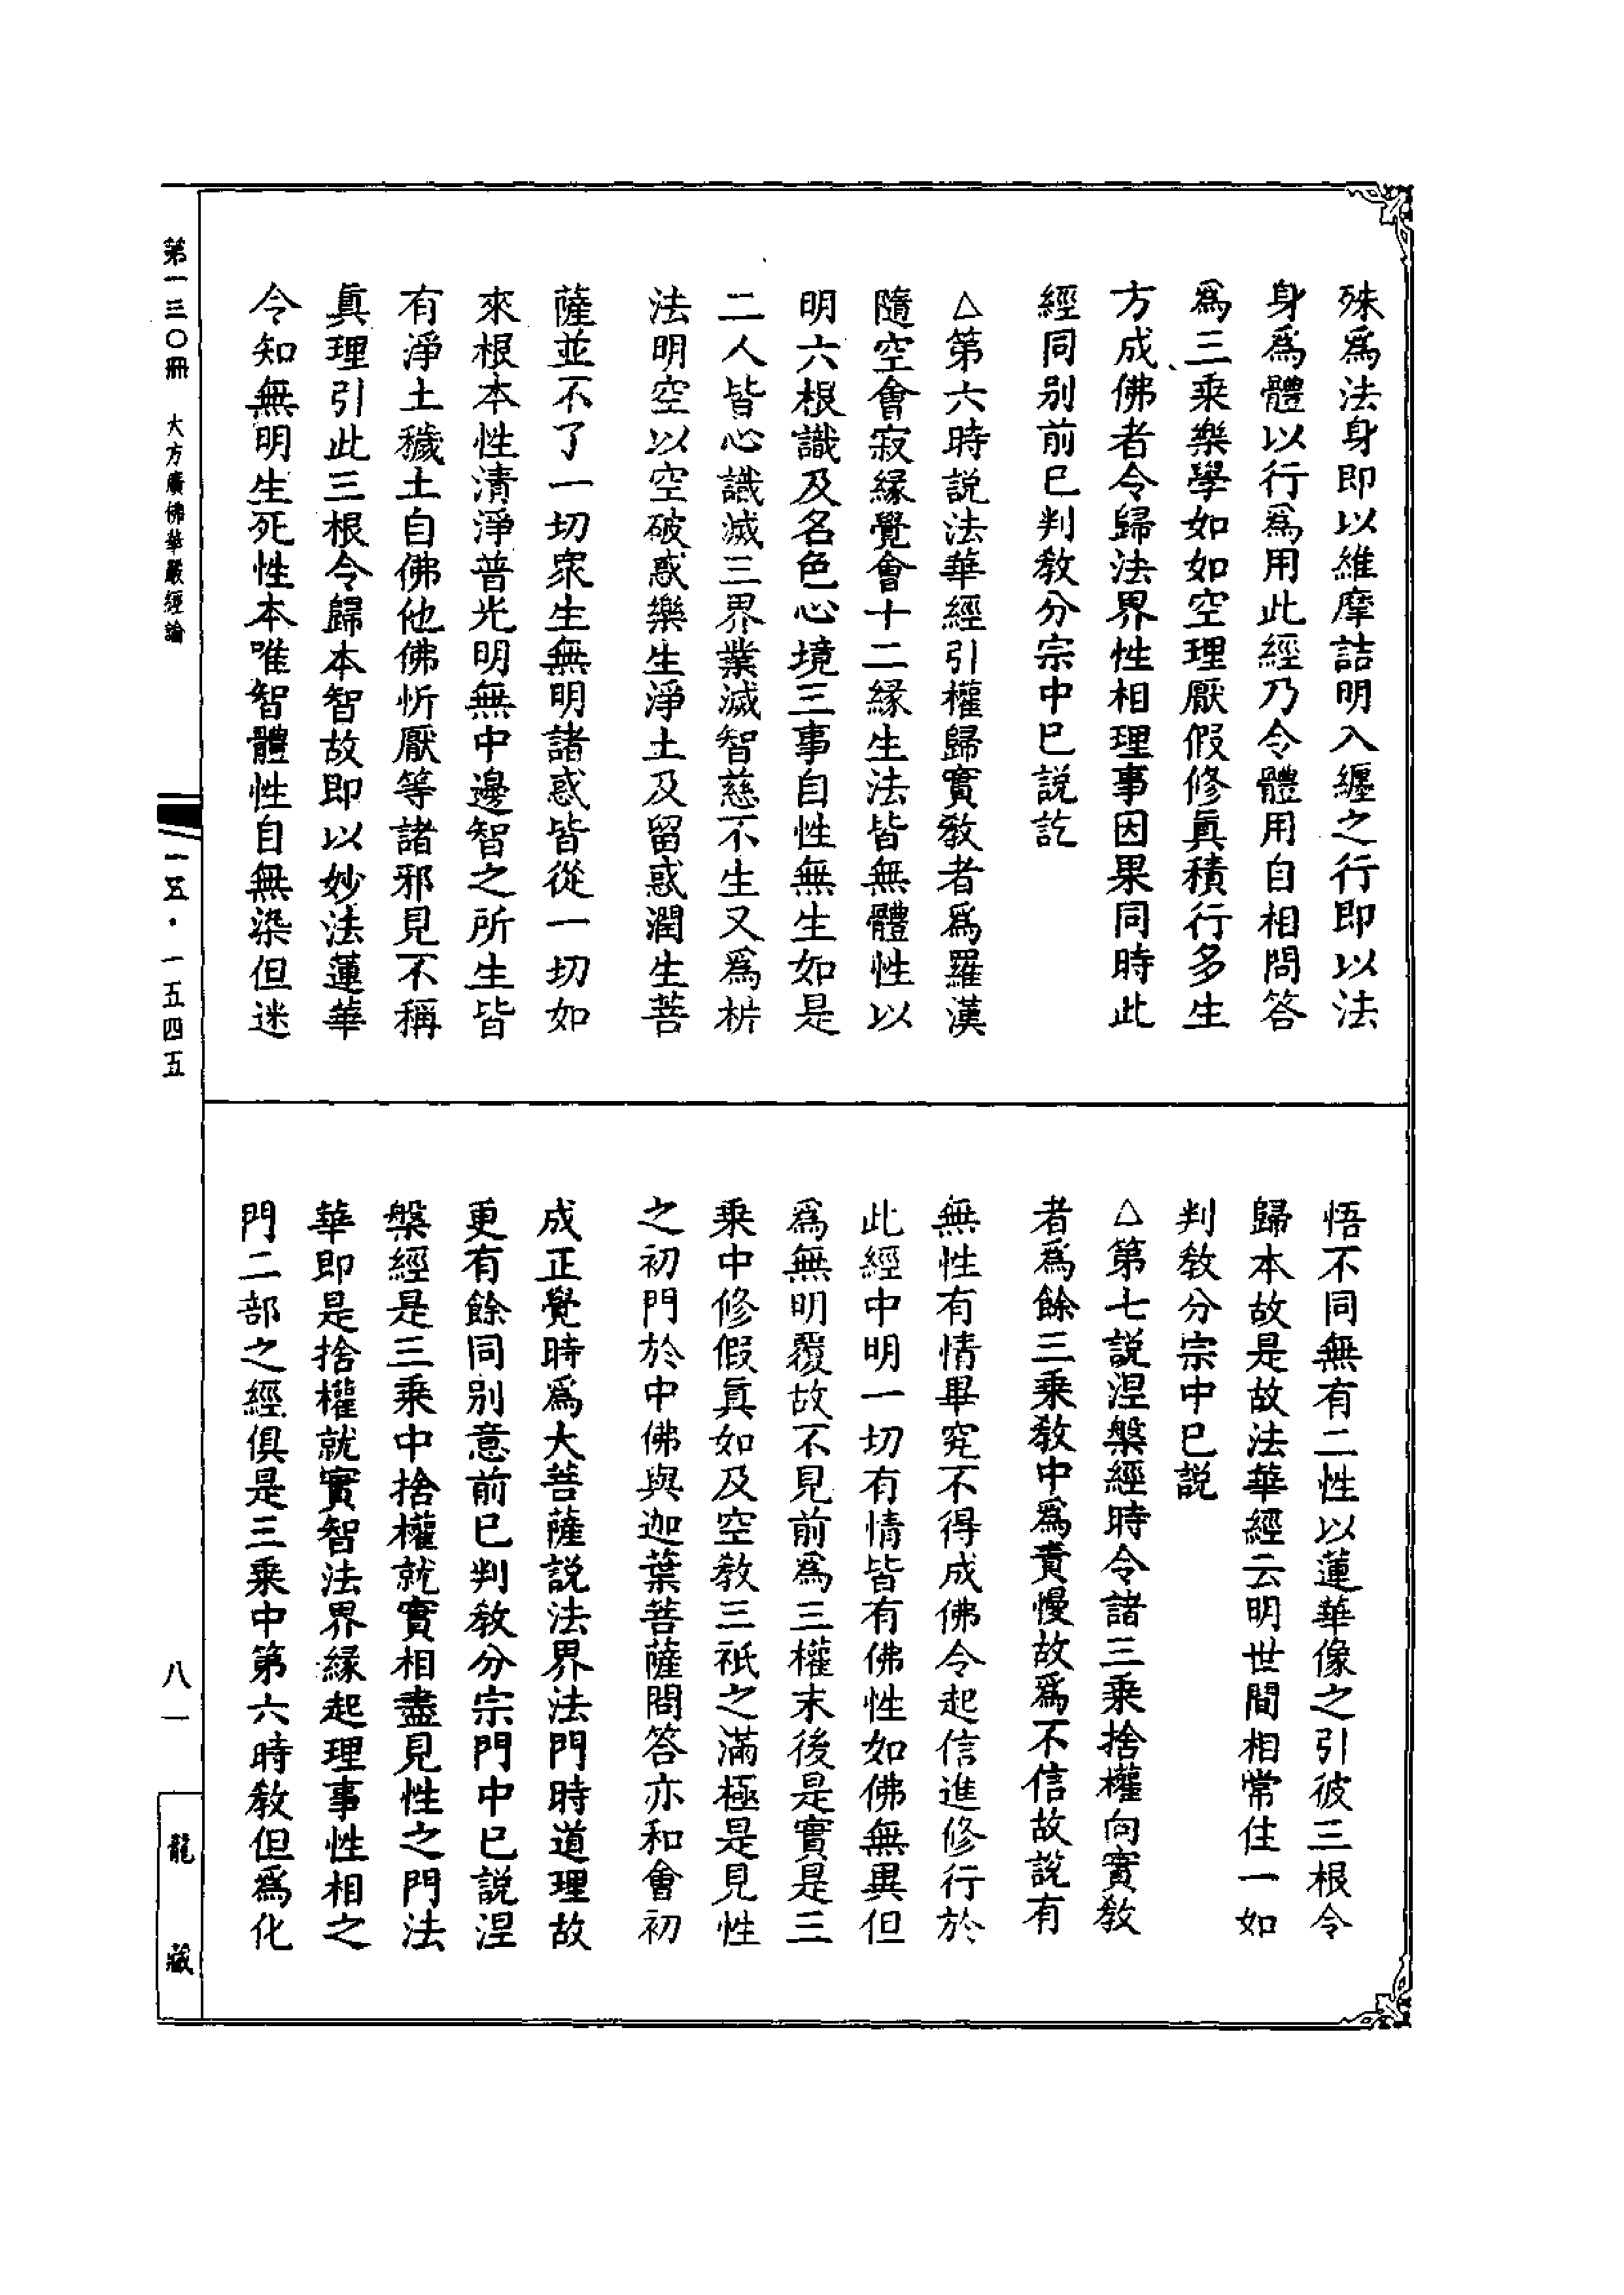 殊爲法身即以維摩詰明入纏之行即以法
身爲體以行爲用此經乃令體用自相問答
爲三乘樂學如如空理厭假修眞積行多生
方成佛者令歸法界性相理事因果同時此
經同别前已判敎分宗中已説訖
△第六時説法華經引權歸實敎者爲羅漢
隨空會寂緣覺會十二緣生法皆無體性以
明六根識及名色心境三事自性無生如是
二人皆心識滅三界業滅智慈不生又爲析
法明空以空破惑樂生淨土及留惑潤生菩
薩並不了一切衆生無明諸惑皆從一切如
來根本性清淨普光明無中邊智之所生皆
有淨土穢土自佛他佛忻厭等諸邪見不稱
眞理引此三根令歸本智故即以妙法蓮華
令知無明生死性本唯智體性自無染但迷
悟不同無有二性以蓮華像之引彼三根令
歸本故是故法華經云明世間相常住一如
判敎分宗中已説
△第七説涅槃經時令諸三乘捨權向實敎
者爲餘三乘敎中爲責慢故爲不信故説有
無性有情畢究不得成佛令起信進修行於
此經中明一切有情皆有佛性如佛無異但
爲無明覆故不見前爲三權末後是實是三
乘中修假眞如及空敎三祇之滿極是見性
之初門於中佛與迦葉菩薩問答亦和會初
成正覺時爲大菩薩説法界法門時道理故
更有餘同别意前已判敎分宗門中已説涅
槃經是三乘中捨權就實相盡見性之門法
華即是捨權就實智法界緣起理事性相之
門二部之經俱是三乘中第六時敎但爲化
第一三〇冊　大方廣佛華嚴經論
一五·一五四五
八一
龍藏